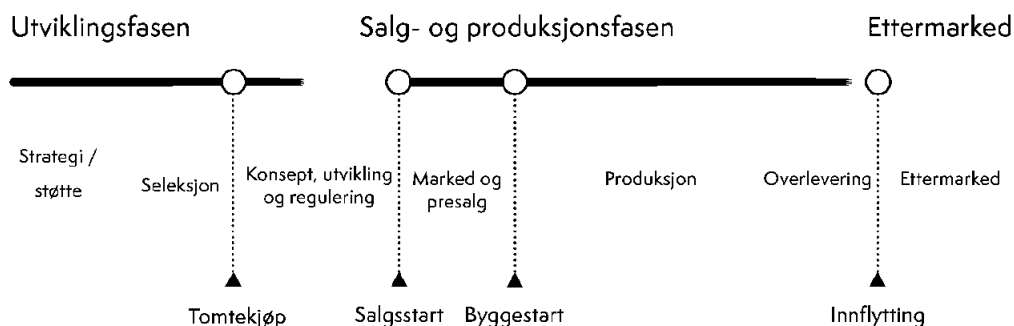 Utviklingsfasen
Salg- og produksjonsfasen
Ettermarked
Strategi /
støtte
Seleksjon
Konsept, utvikling
og regulering
Marked og
presalg
Produksjon
Overlevering
Ettermarked
Tomtekjøp
Salgsstart
Byggestart
Innflytting